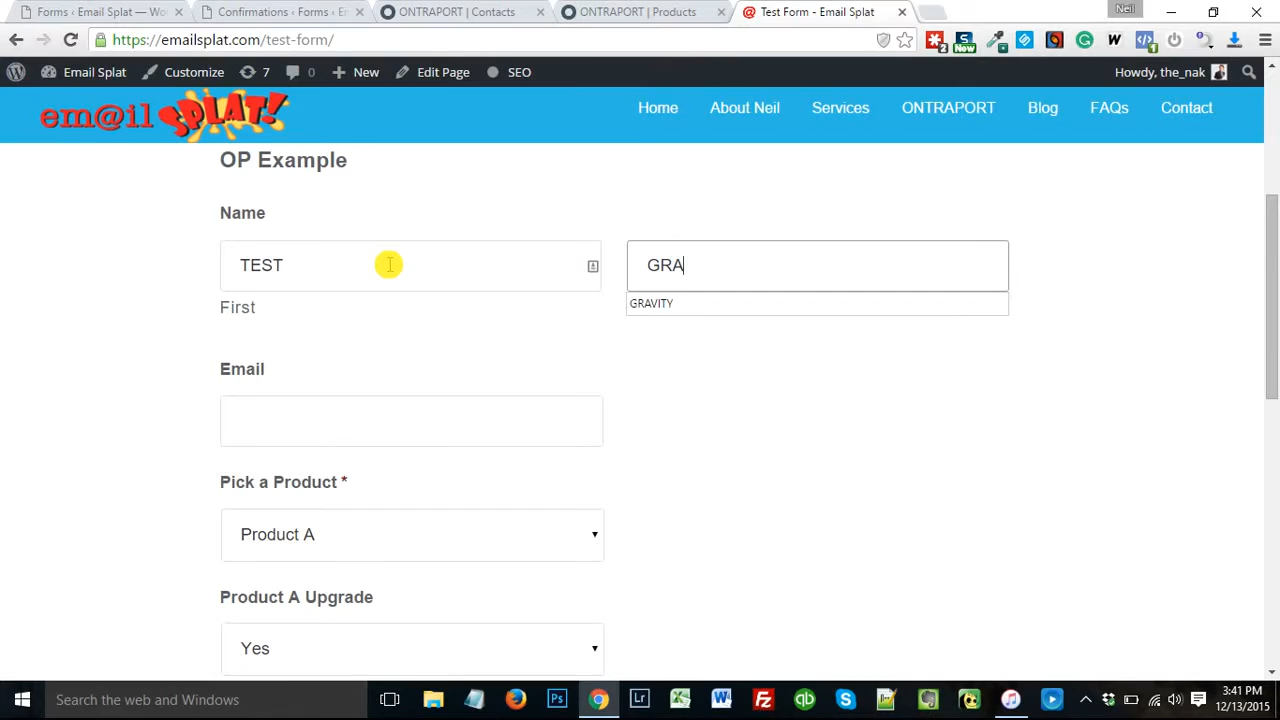 Forms ‹ Email Splat — Wo
Confirmations ‹ Forms ‹ E
ONTRAPORT | Contacts
ONTRAPORT | Products
Test Form - Email Splat
Neil
https://emailsplat.com/test-form/
2
New
1
Email Splat
Customize
7
0
New
Edit Page
SEO
Howdy, the_nak
em@il SPLAT!
Home
About Neil
Services
ONTRAPORT
Blog
FAQs
Contact
OP Example
Name
TEST
GRA
First
GRAVITY
Email
Pick a Product *
Product A
Product A Upgrade
Yes
Search the web and Windows
3:41 PM
12/13/2015